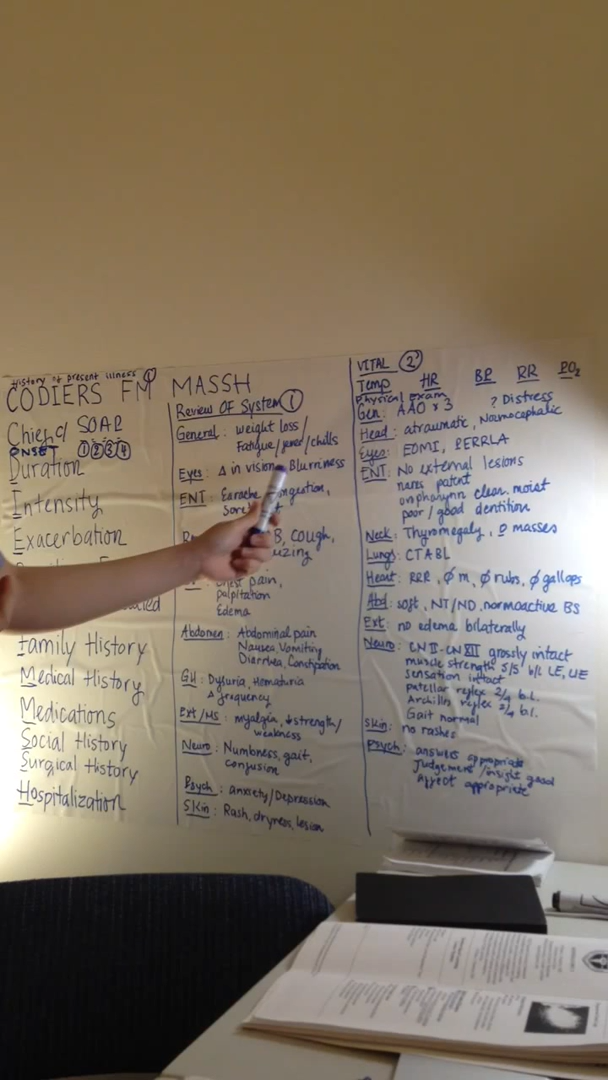 History of present illness ①
CODIERS FM MASSH
Chief c/ SOAP
ONSET ①②③④
Duration
Intensity
Exacerbation
Family History
Medical History
Medications
Social History
Surgical History
Hospitalization
Review OF System ①
General: weight loss/
Fatigue/fever/chills
Eyes: Δ in vision, Blurriness
ENT: Earache, congestion,
Sore
B, cough,
chest pain,
palpitation
Edema
Abdomen: Abdominal pain
Nausea, Vomiting
Diarrhea, Constipation
GU: Dysuria, Hematuria
Δ frequency
Ext/MS: myalgia, ↓strength/
weakness
Neuro: Numbness, gait,
confusion
Psych: anxiety/Depression
Skin: Rash, dryness, lesion
VITAL ②
Temp HR BP RR PO2
Physical exam
Gen: AAO x 3 ? Distress
Head: atraumatic, Normocephalic
Eyes: EOMI, PERRLA
ENT: No external lesions
nares patent
oropharynx clear, moist
poor/good dentition
Neck: Thyromegaly, masses
Lungs: CTABL
Heart: RRR, ∅ m, ∅ rubs, ∅ gallops
Abd: soft, NT/ND, normoactive BS
Ext: no edema bilaterally
Neuro: CN II - CN XII grossly intact
muscle strength 5/5 b/l LE, UE
sensation intact
patellar reflex 2/4 b.l.
Archilles reflex 2/4 b.l.
Gait normal
Skin: no rashes
Psych: answers appropriate
Judgement/insight good
Affect appropriate